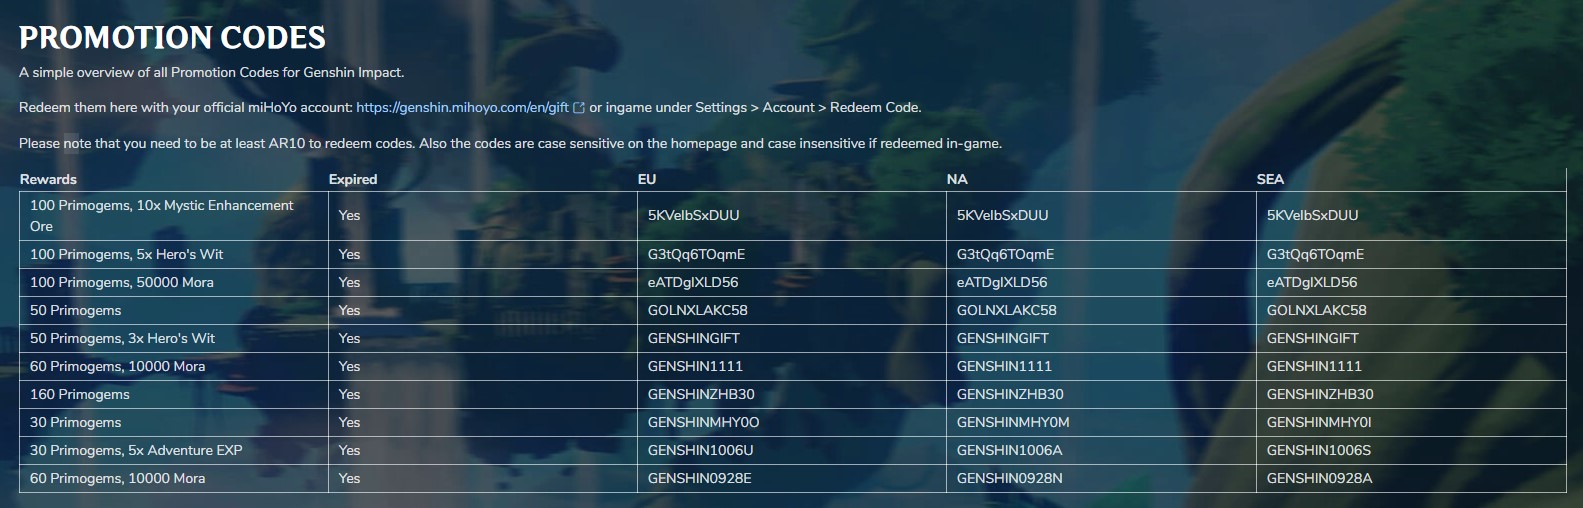 PROMOTION CODES
A simple overview of all Promotion Codes for Genshin Impact.
Redeem them here with your official miHoYo account: https://genshin.mihoyo.com/en/gift or ingame under Settings > Account > Redeem Code.
Please note that you need to be at least AR10 to redeem codes. Also the codes are case sensitive on the homepage and case insensitive if redeemed in-game.
Rewards Expired EU NA SEA
100 Primogems, 10x Mystic Enhancement
Ore Yes 5KVeIbSxDUU 5KVeIbSxDUU 5KVeIbSxDUU
100 Primogems, 5x Hero's Wit Yes G3tQq6TOqmE G3tQq6TOqmE G3tQq6TOqmE
100 Primogems, 50000 Mora Yes eATDgIXLD56 eATDgIXLD56 eATDgIXLD56
50 Primogems Yes GOLNXLAKC58 GOLNXLAKC58 GOLNXLAKC58
50 Primogems, 3x Hero's Wit Yes GENSHINGIFT GENSHINGIFT GENSHINGIFT
60 Primogems, 10000 Mora Yes GENSHIN1111 GENSHIN1111 GENSHIN1111
160 Primogems Yes GENSHINZHB30 GENSHINZHB30 GENSHINZHB30
30 Primogems Yes GENSHINMHY0O GENSHINMHY0M GENSHINMHY0I
30 Primogems, 5x Adventure EXP Yes GENSHIN1006U GENSHIN1006A GENSHIN1006S
60 Primogems, 10000 Mora Yes GENSHIN0928E GENSHIN0928N GENSHIN0928A